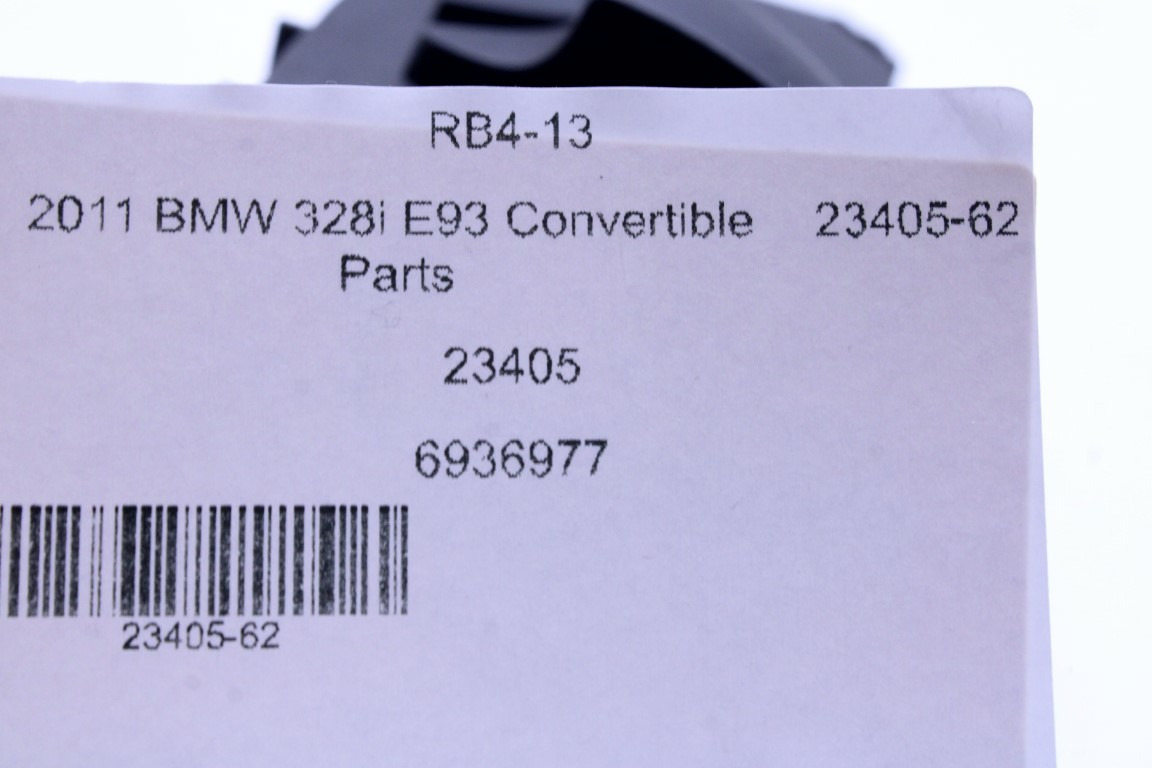 RB4-13
2011 BMW 328i E93 Convertible 23405-62
Parts
23405
6936977
23405-62